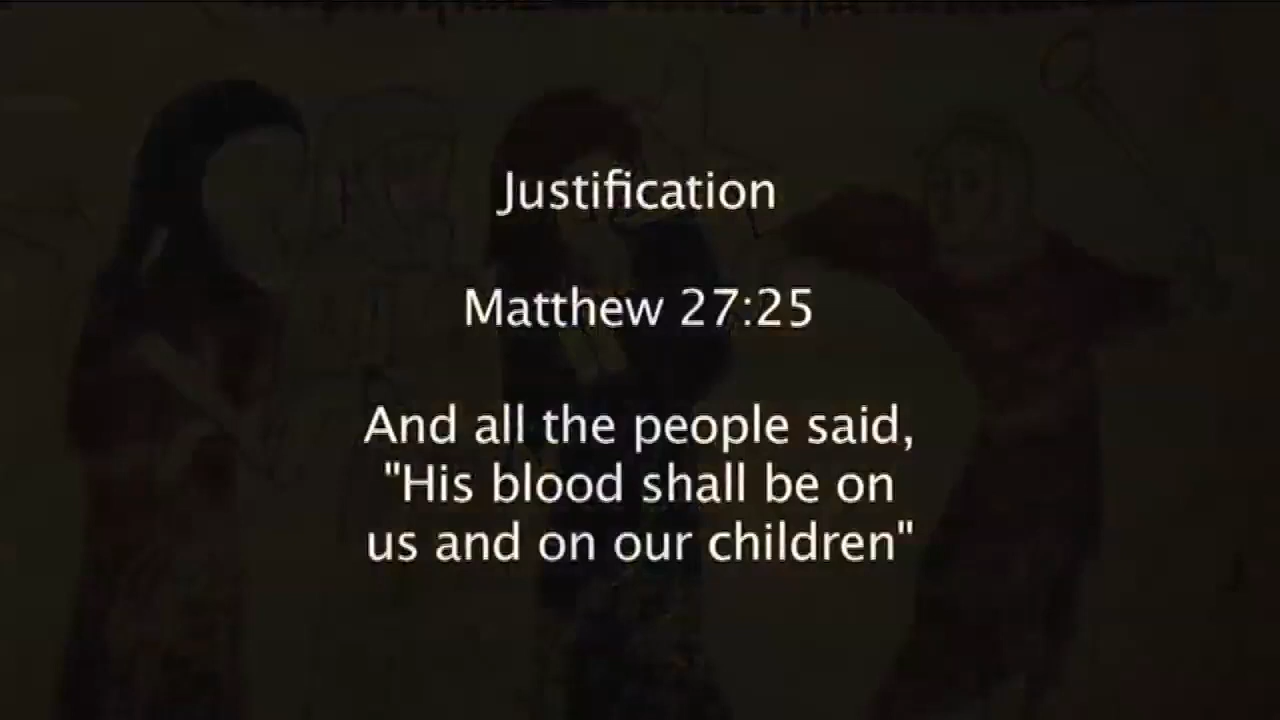 Justification
Matthew 27:25
And all the people said,
"His blood shall be on
us and on our children"